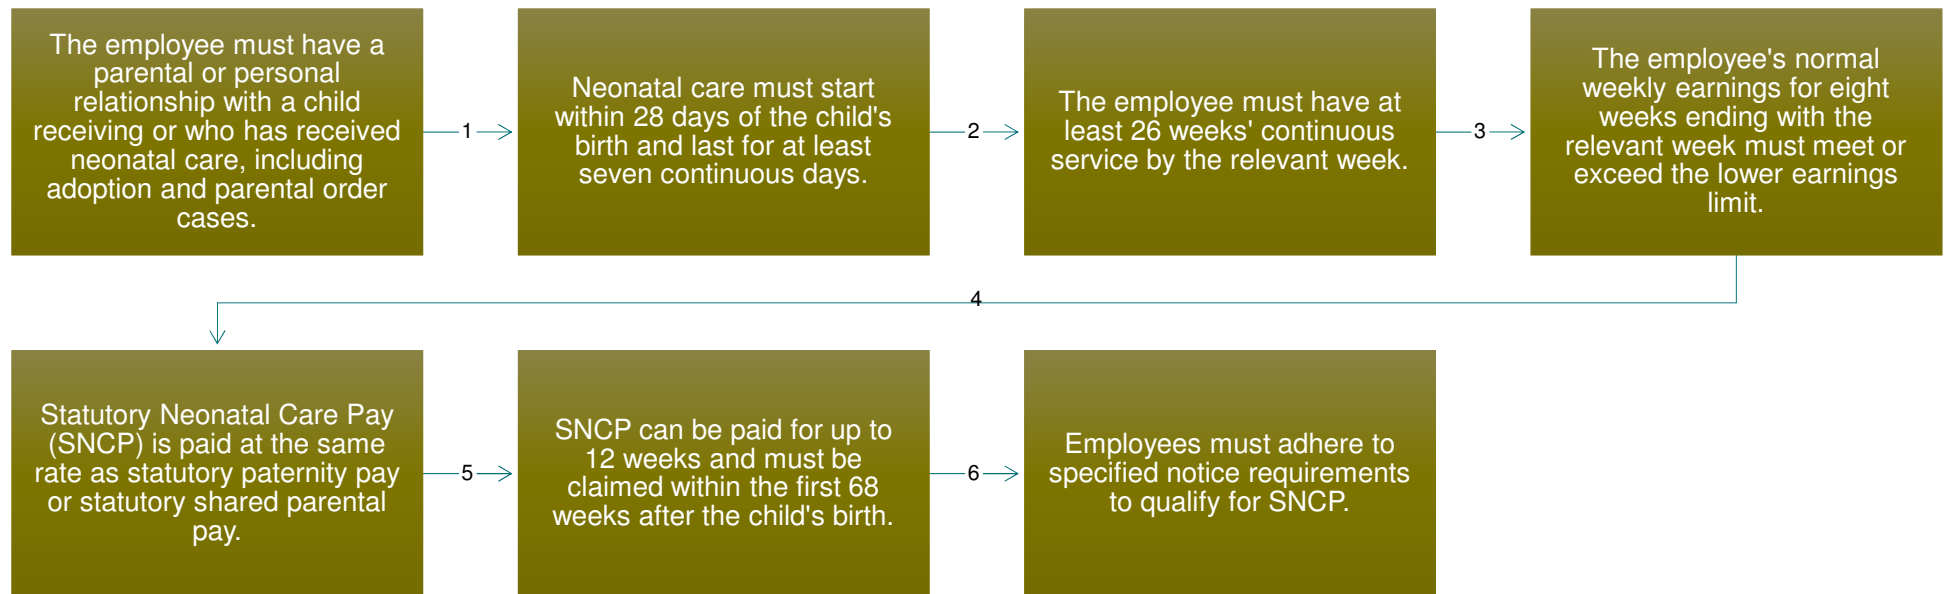 The employee must have a
parental or personal
relationship with a child
receiving or who has received
neonatal care, including
adoption and parental order
cases.
1
Neonatal care must start
within 28 days of the child's
birth and last for at least
seven continuous days.
2
The employee must have at
least 26 weeks' continuous
service by the relevant week.
3
The employee's normal
weekly earnings for eight
weeks ending with the
relevant week must meet or
exceed the lower earnings
limit.
4
Statutory Neonatal Care Pay
(SNCP) is paid at the same
rate as statutory paternity pay
or statutory shared parental
pay.
5
SNCP can be paid for up to
12 weeks and must be
claimed within the first 68
weeks after the child's birth.
6
Employees must adhere to
specified notice requirements
to qualify for SNCP.